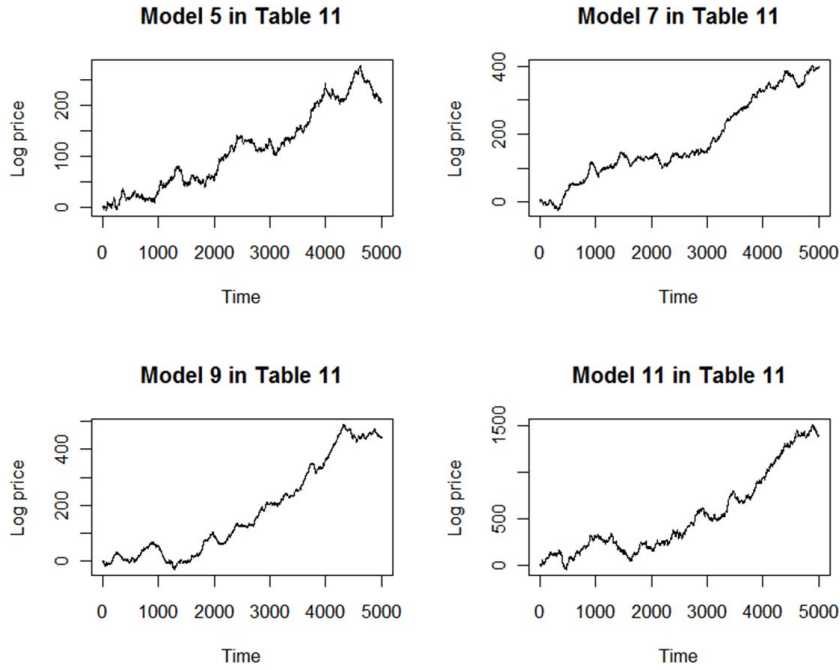 Model 5 in Table 11
Log price
0
100
200
0 1000 2000 3000 4000 5000
Time
Model 7 in Table 11
Log price
0
200
400
0 1000 2000 3000 4000 5000
Time
Model 9 in Table 11
Log price
0
200
400
0 1000 2000 3000 4000 5000
Time
Model 11 in Table 11
Log price
0
500
1500
0 1000 2000 3000 4000 5000
Time